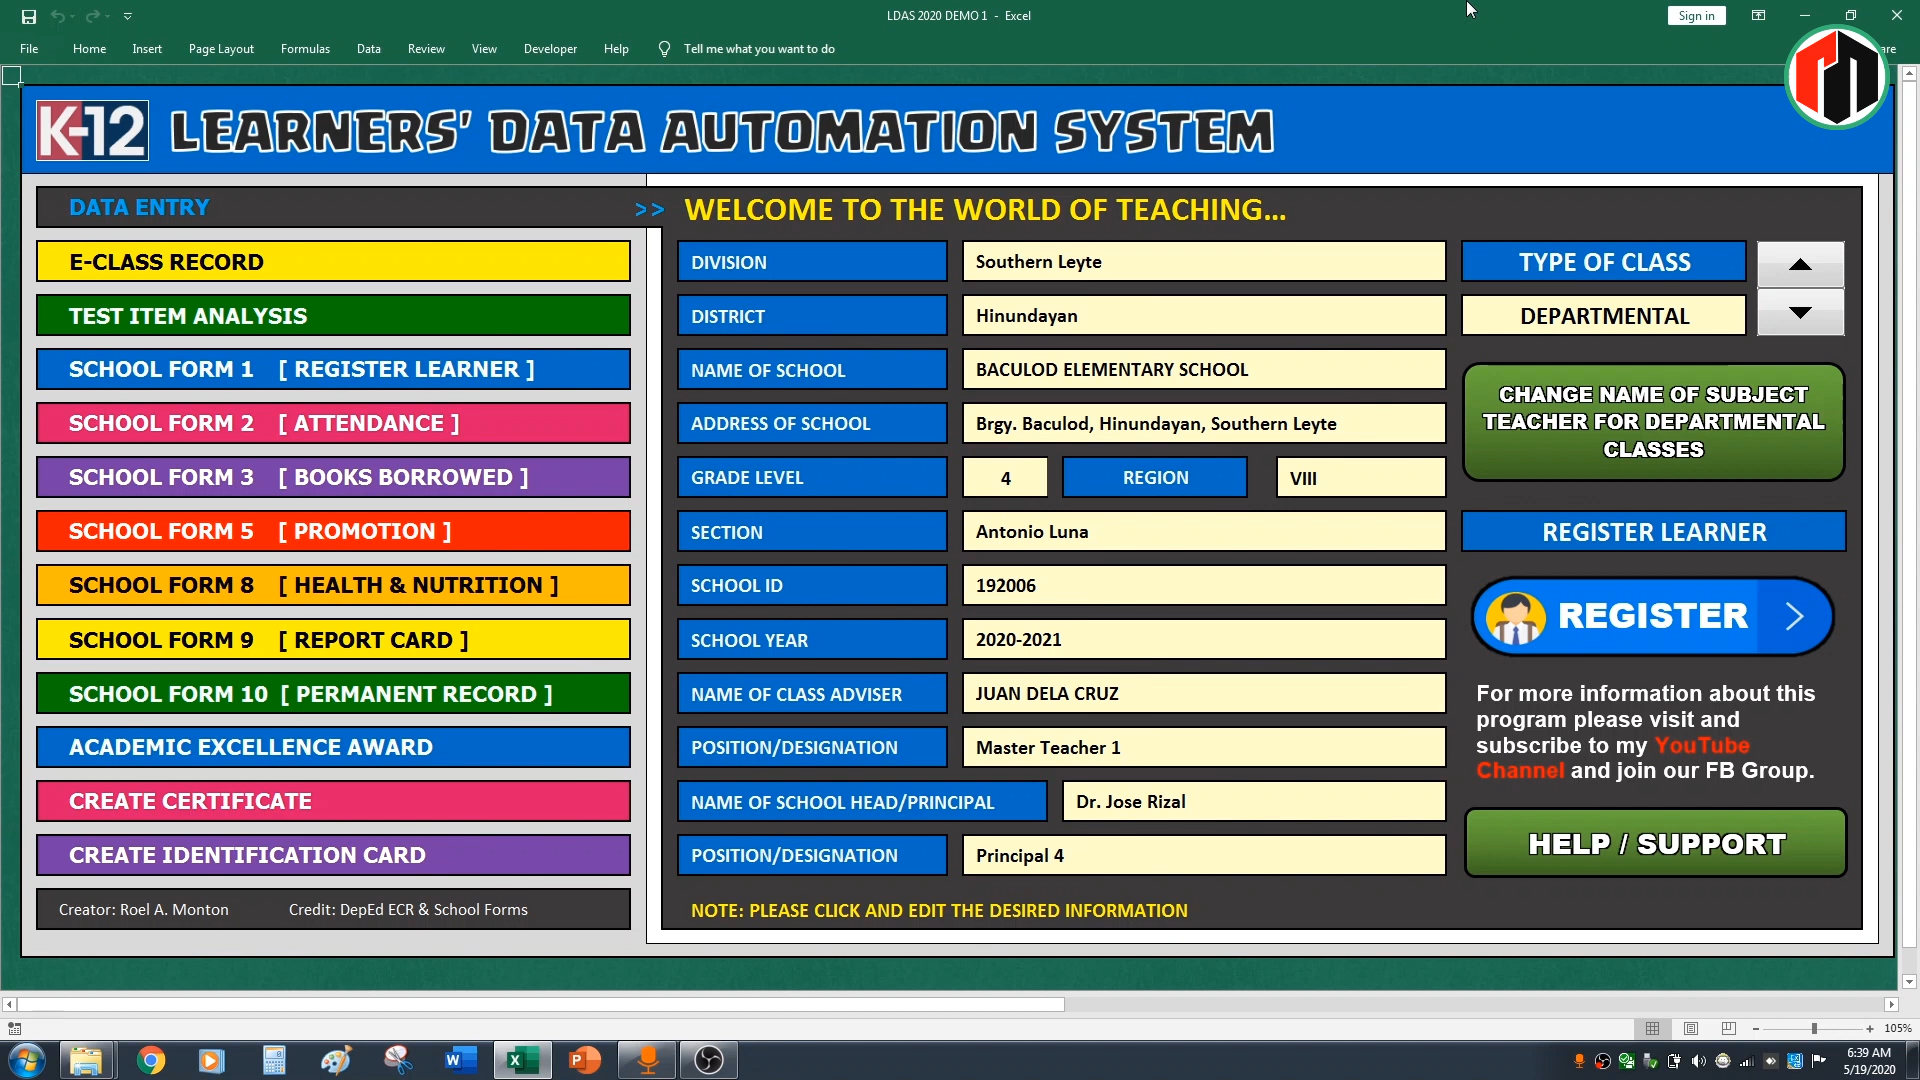 LDAS 2020 DEMO 1 - Excel
Sign in
File Home Insert Page Layout Formulas Data Review View Developer Help Tell me what you want to do
are
K-12 LEARNERS' DATA AUTOMATION SYSTEM
DATA ENTRY >>
E-CLASS RECORD
TEST ITEM ANALYSIS
SCHOOL FORM 1 [ REGISTER LEARNER ]
SCHOOL FORM 2 [ ATTENDANCE ]
SCHOOL FORM 3 [ BOOKS BORROWED ]
SCHOOL FORM 5 [ PROMOTION ]
SCHOOL FORM 8 [ HEALTH & NUTRITION ]
SCHOOL FORM 9 [ REPORT CARD ]
SCHOOL FORM 10 [ PERMANENT RECORD ]
ACADEMIC EXCELLENCE AWARD
CREATE CERTIFICATE
CREATE IDENTIFICATION CARD
Creator: Roel A. Monton Credit: DepEd ECR & School Forms
WELCOME TO THE WORLD OF TEACHING...
DIVISION Southern Leyte
DISTRICT Hinundayan
NAME OF SCHOOL BACULOD ELEMENTARY SCHOOL
ADDRESS OF SCHOOL Brgy. Baculod, Hinundayan, Southern Leyte
GRADE LEVEL 4 REGION VIII
SECTION Antonio Luna
SCHOOL ID 192006
SCHOOL YEAR 2020-2021
NAME OF CLASS ADVISER JUAN DELA CRUZ
POSITION/DESIGNATION Master Teacher 1
NAME OF SCHOOL HEAD/PRINCIPAL Dr. Jose Rizal
POSITION/DESIGNATION Principal 4
NOTE: PLEASE CLICK AND EDIT THE DESIRED INFORMATION
TYPE OF CLASS
DEPARTMENTAL
CHANGE NAME OF SUBJECT
TEACHER FOR DEPARTMENTAL
CLASSES
REGISTER LEARNER
REGISTER
For more information about this
program please visit and
subscribe to my YouTube
Channel and join our FB Group.
HELP / SUPPORT
105%
6:39 AM
5/19/2020